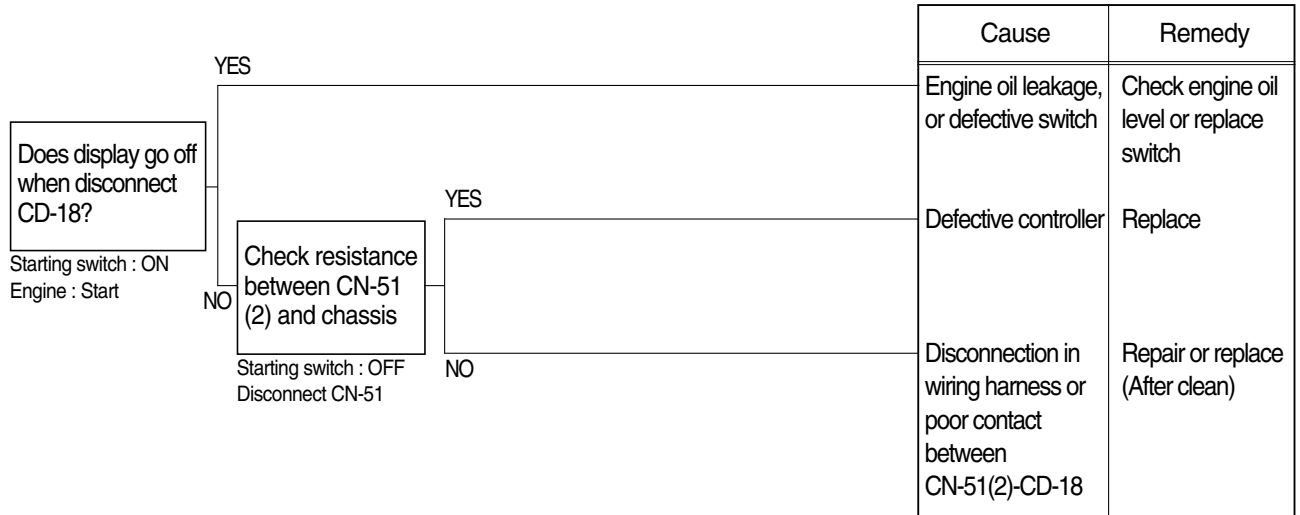 Cause
Remedy
YES
Engine oil leakage,
or defective switch
Check engine oil
level or replace
switch
Does display go off
when disconnect
CD-18?
Starting switch : ON
Engine : Start
YES
Defective controller
Replace
NO
Check resistance
between CN-51
(2) and chassis
Starting switch : OFF
Disconnect CN-51
NO
Disconnection in
wiring harness or
poor contact
between
CN-51(2)-CD-18
Repair or replace
(After clean)